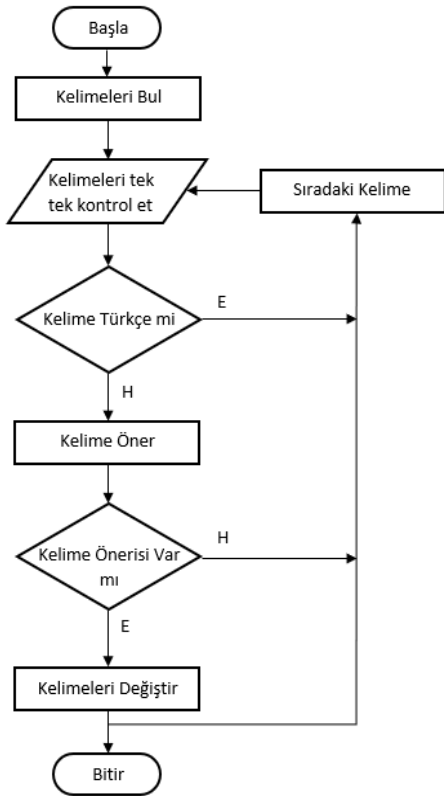 Başla
Kelimeleri Bul
Kelimeleri tek
tek kontrol et
Sıradaki Kelime
Kelime Türkçe mi
E
H
Kelime Öner
Kelime Önerisi Var
mı
H
E
Kelimeleri Değiştir
Bitir